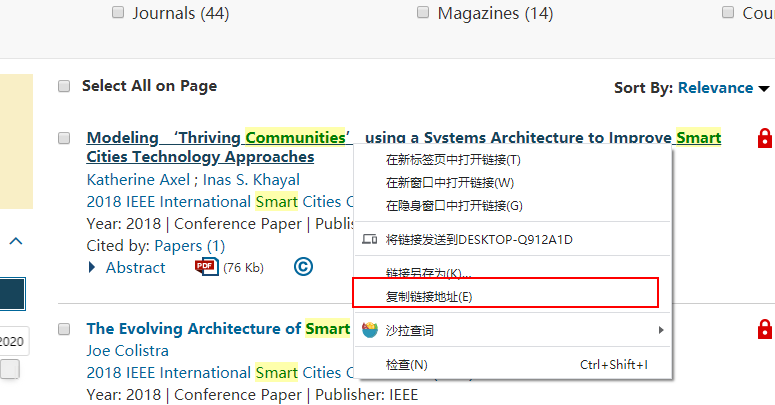 Journals (44)
Magazines (14)
Cou
Select All on Page
Sort By: Relevance
Modeling ‘Thriving Communities’ using a Systems Architecture to Improve Smart
Cities Technology Approaches
Katherine Axel ; Inas S. Khayal
2018 IEEE International Smart Cities C
Year: 2018 | Conference Paper | Publis
Cited by: Papers (1)
Abstract
PDF
(76 Kb)
©
在新标签页中打开链接(T)
在新窗口中打开链接(W)
在隐身窗口中打开链接(G)
将链接发送到DESKTOP-Q912A1D
链接另存为(K)...
复制链接地址(E)
沙拉查词
检查(N)
Ctrl+Shift+I
2020
The Evolving Architecture of Smart
Joe Colistra
2018 IEEE International Smart Cities C
Year: 2018 | Conference Paper | Publisher: IEEE